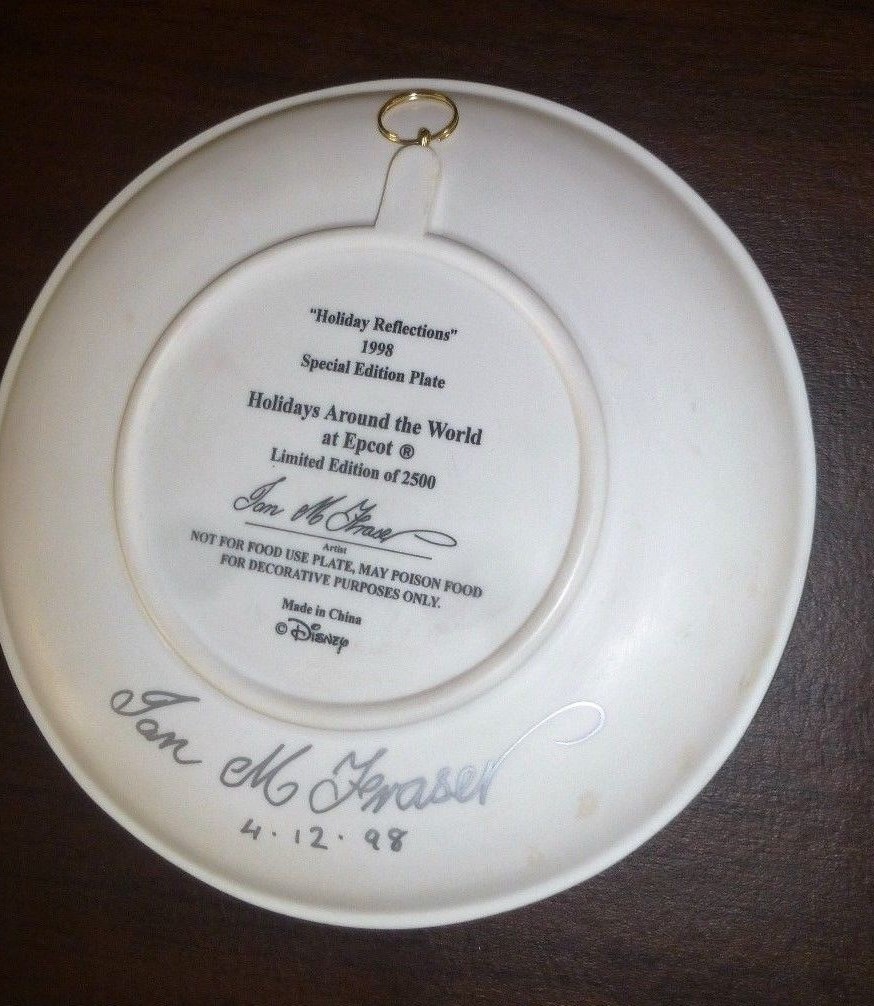 "Holiday Reflections"
1998
Special Edition Plate
Holidays Around the World
at Epcot ®
Limited Edition of 2500
Ian M Fraser
Artist
NOT FOR FOOD USE PLATE, MAY POISON FOOD
FOR DECORATIVE PURPOSES ONLY.
Made in China
© Disney
Ian M Fraser
4.12.98